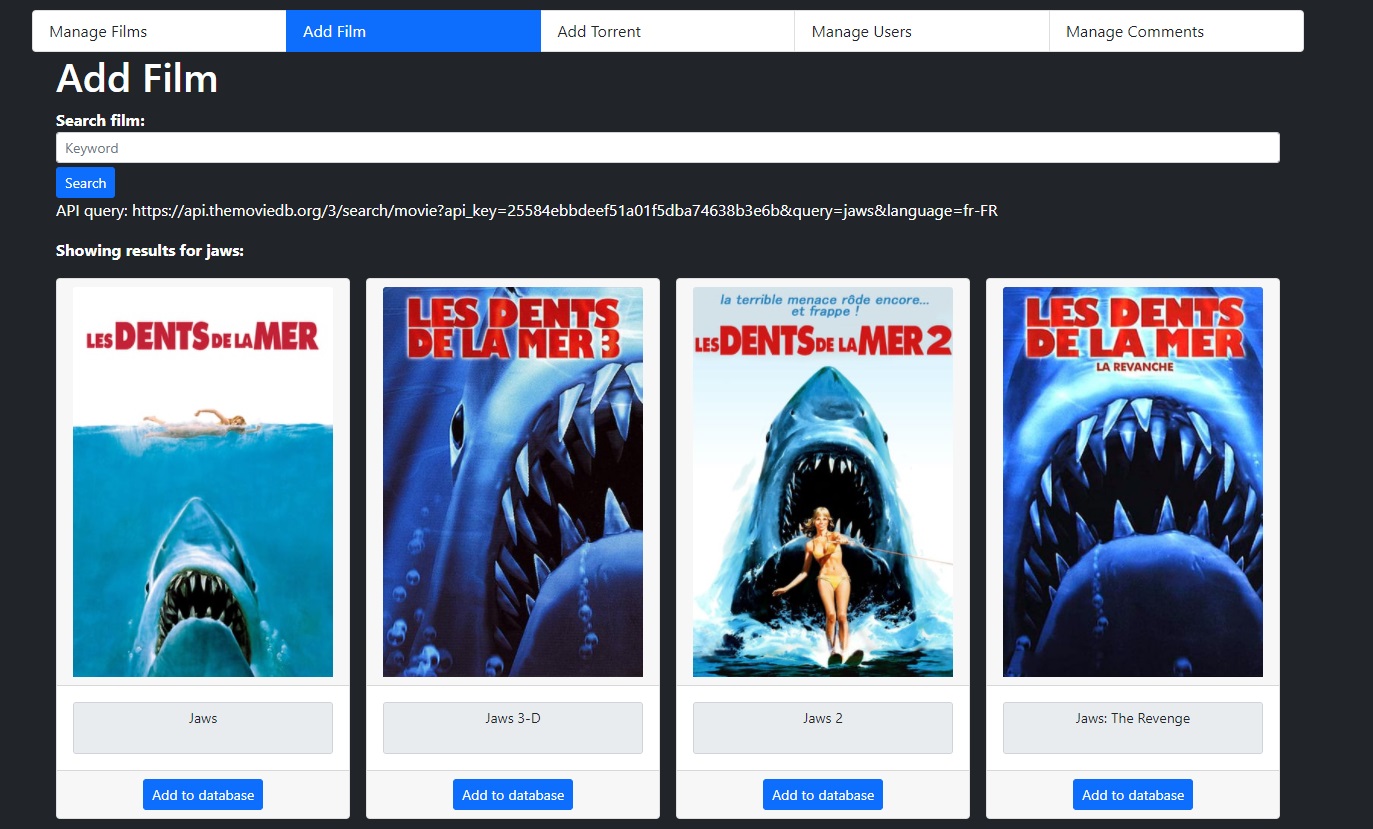 Manage Films
Add Film
Add Torrent
Manage Users
Manage Comments
Add Film
Search film:
Keyword
Search
API query: https://api.themoviedb.org/3/search/movie?api_key=25584ebbdeef51a01f5dba74638b3e6b&query=jaws&language=fr-FR
Showing results for jaws:
LES DENTS DE LA MER
Jaws
Add to database
LES DENTS
DE LA MER 3
Jaws 3-D
Add to database
la terrible menace rôde encore...
et frappe !
LES DENTS DE LA MER 2
Jaws 2
Add to database
LES DENTS
DE LA MER
LA REVANCHE
Jaws: The Revenge
Add to database